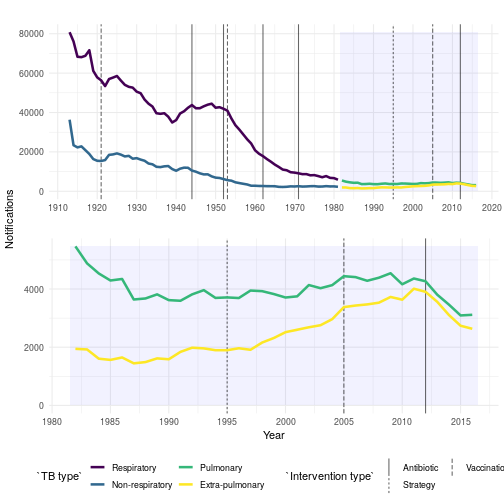 80000
60000
40000
20000
0
1910 1920 1930 1940 1950 1960 1970 1980 1990 2000 2010 2020
Notifications
4000
2000
0
1980 1985 1990 1995 2000 2005 2010 2015
Year
`TB type` Respiratory Pulmonary `Intervention type` Antibiotic Vaccinatio
Non-respiratory Extra-pulmonary Strategy